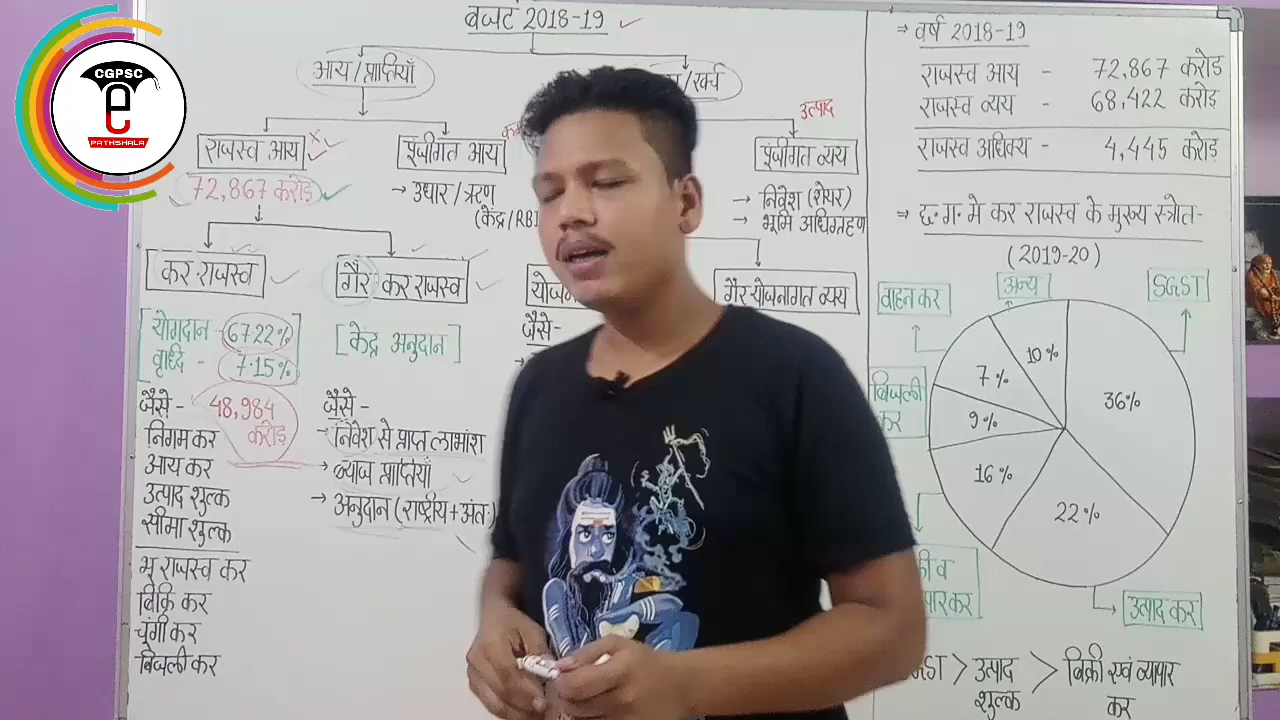 CGPSC
e
PATHSHALA
बजट 2018-19
आय/प्राप्तियाँ
/खर्च
राजस्व आय
पूंजीगत आय
उत्पाद
पूंजीगत व्यय
72,867 करोड़
→ उधार/ऋण
(केंद्र/RBI
→ निवेश (शेयर)
→ भूमि अधिग्रहण
कर राजस्व
गैर कर राजस्व
गैर योजनागत व्यय
योगदान - 67.22%
वृद्धि - 7.15%
[केंद्र अनुदान]
जैसे-
जैसे - 48,984
करोड़
निगम कर
आय कर
उत्पाद शुल्क
सीमा शुल्क
भू राजस्व कर
बिक्रि कर
चुंगी कर
बिजली कर
जैसे -
→ निवेश से प्राप्त लाभांश
→ ब्याज प्राप्तियाँ
→ अनुदान (राष्ट्रीय + अंत:)
→ वर्ष 2018-19
राजस्व आय - 72,867 करोड़
राजस्व व्यय - 68,422 करोड़
राजस्व अधिक्य - 4,445 करोड़
→ छ.ग. मे कर राजस्व के मुख्य स्त्रोत-
(2019-20)
वाहन कर
अन्य
SGST
10%
7%
36%
बिजली
कर
9%
16%
22%
उत्पाद कर
> उत्पाद शुल्क > बिक्री एवं व्यापार कर